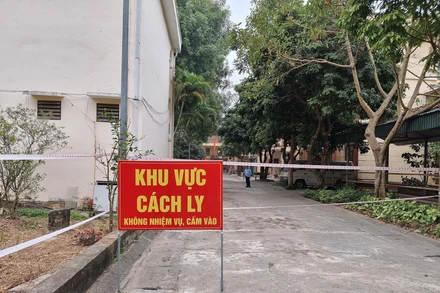 KHU VỰC
CÁCH LY
KHÔNG NHIỆM VỤ, CẤM VÀO